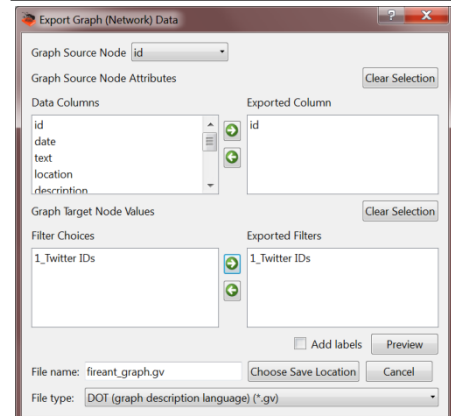 Export Graph (Network) Data
Graph Source Node id
Graph Source Node Attributes Clear Selection
Data Columns Exported Column
id id
date
text
location
description
Graph Target Node Values Clear Selection
Filter Choices Exported Filters
1_Twitter IDs 1_Twitter IDs
Add labels Preview
File name: fireant_graph.gv Choose Save Location Cancel
File type: DOT (graph description language) (*.gv)